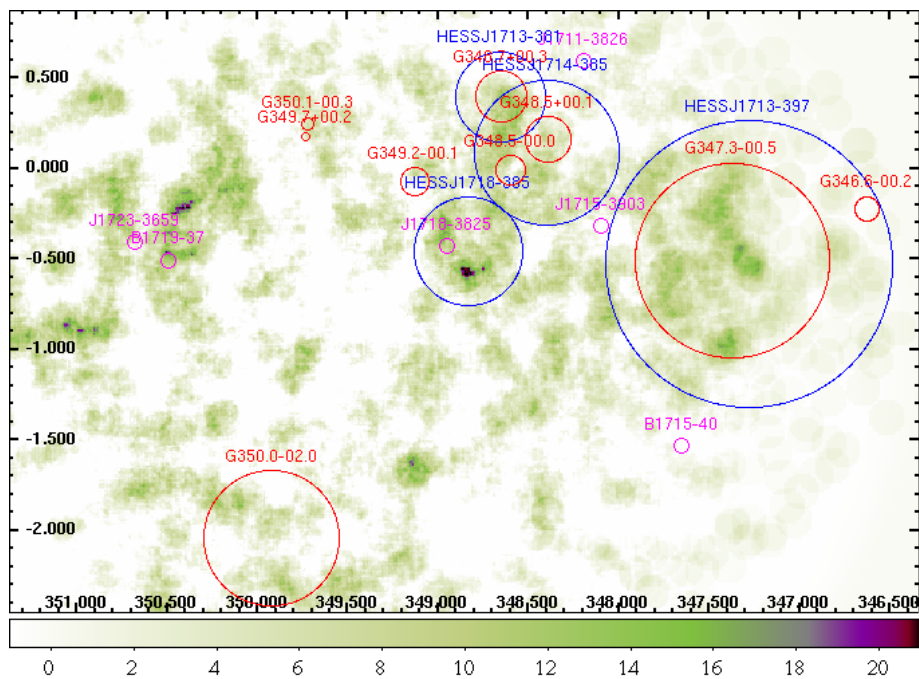 HESSJ1713-381
J1711-3826
G348.7+00.3
HESSJ1714-385
0.500
G350.1-00.3
G349.7+00.2
G348.5+00.1
HESSJ1713-397
G348.5-00.0
G347.3-00.5
0.000
G349.2-00.1
HESSJ1718-385
G346.6-00.2
J1723-3659
J1718-3825
J1715-3903
B1719-37
-0.500
-1.000
B1715-40
-1.500
G350.0-02.0
-2.000
351.000 350.500 350.000 349.500 349.000 348.500 348.000 347.500 347.000 346.500
0 2 4 6 8 10 12 14 16 18 20